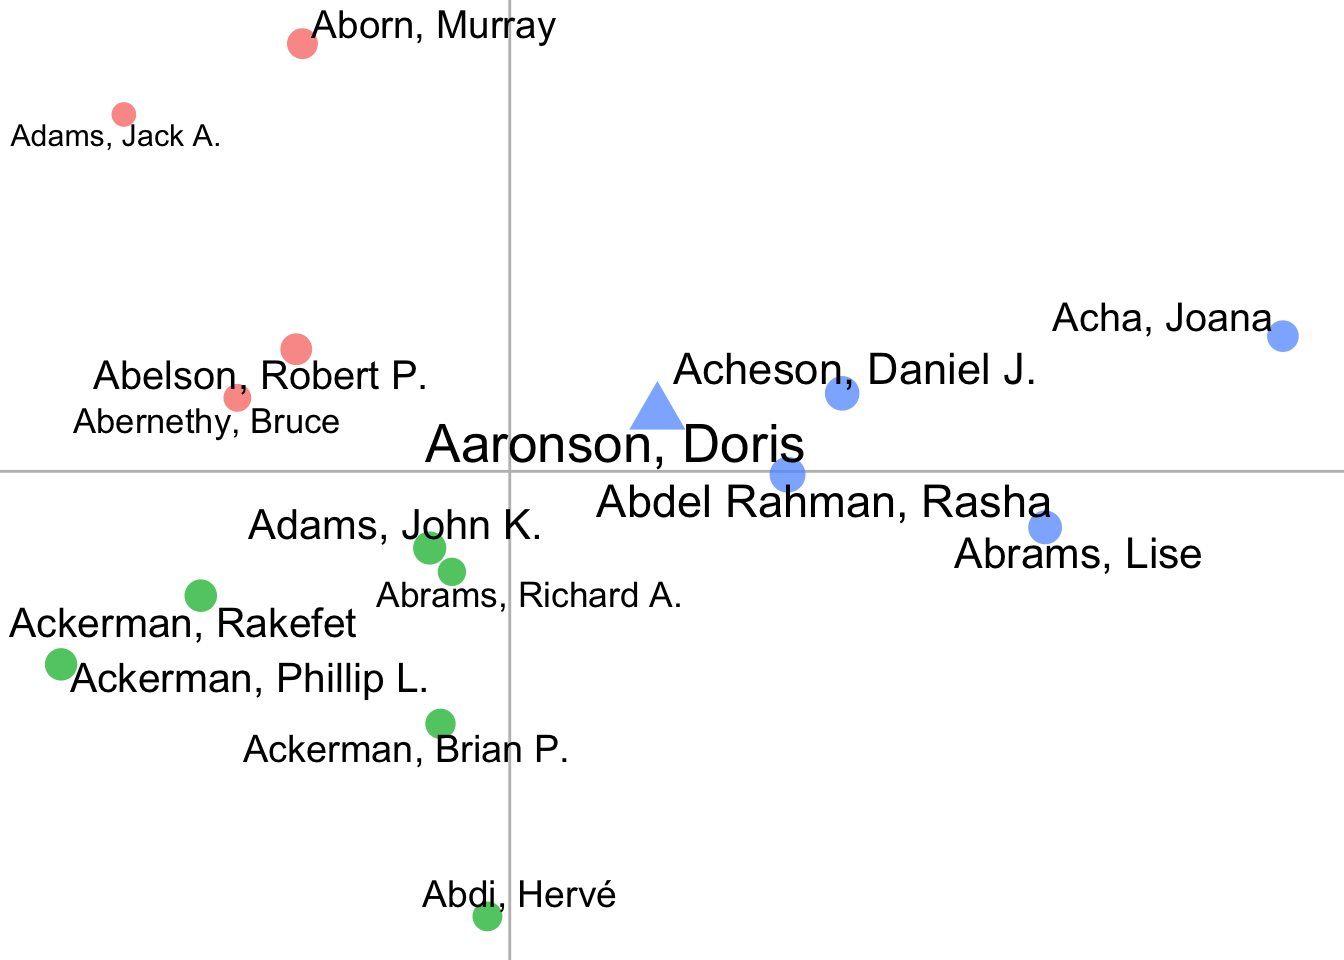 Aborn, Murray
Adams, Jack A.
Acha, Joana
Acheson, Daniel J.
Abelson, Robert P.
Abernethy, Bruce
Aaronson, Doris
Abdel Rahman, Rasha
Adams, John K.
Abrams, Lise
Abrams, Richard A.
Ackerman, Rakefet
Ackerman, Phillip L.
Ackerman, Brian P.
Abdi, Hervé